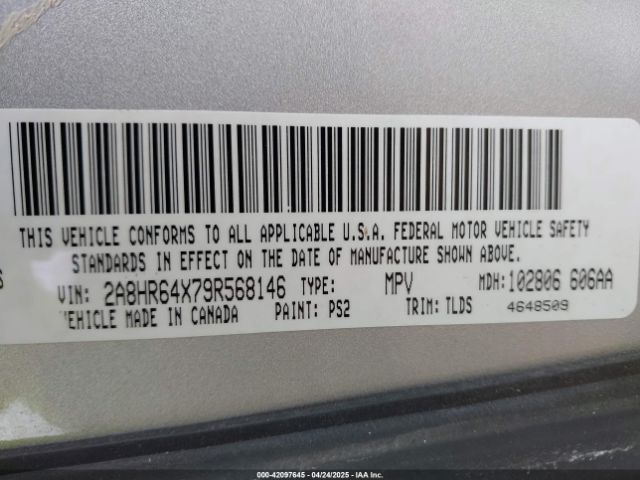 THIS VEHICLE CONFORMS TO ALL APPLICABLE U.S.A. FEDERAL MOTOR VEHICLE SAFETY
STANDARDS IN EFFECT ON THE DATE OF MANUFACTURE SHOWN ABOVE.
S
VIN: 2A8HR64X79R568146 TYPE: MPV MDH: 102806 606AA
VEHICLE MADE IN CANADA PAINT: PS2 TRIM: TLDS 4648509
000-42097645 - 04/24/2025 - IAA Inc.